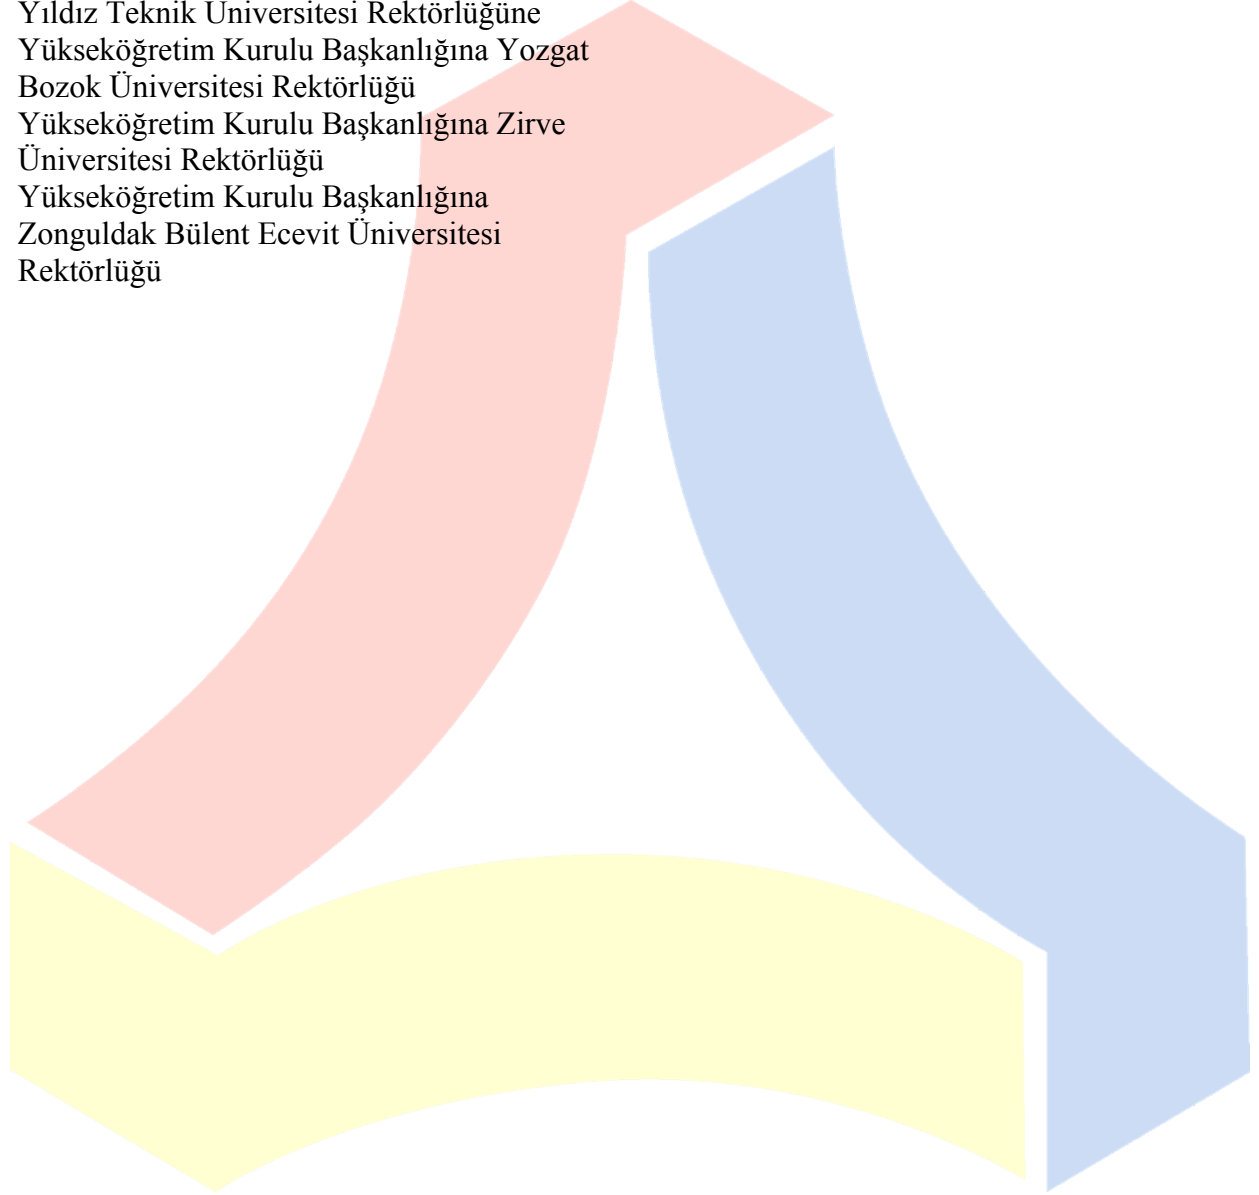 Yıldız Teknik Üniversitesi Rektörlüğüne
Yükseköğretim Kurulu Başkanlığına Yozgat
Bozok Üniversitesi Rektörlüğü
Yükseköğretim Kurulu Başkanlığına Zirve
Üniversitesi Rektörlüğü
Yükseköğretim Kurulu Başkanlığına
Zonguldak Bülent Ecevit Üniversitesi
Rektörlüğü